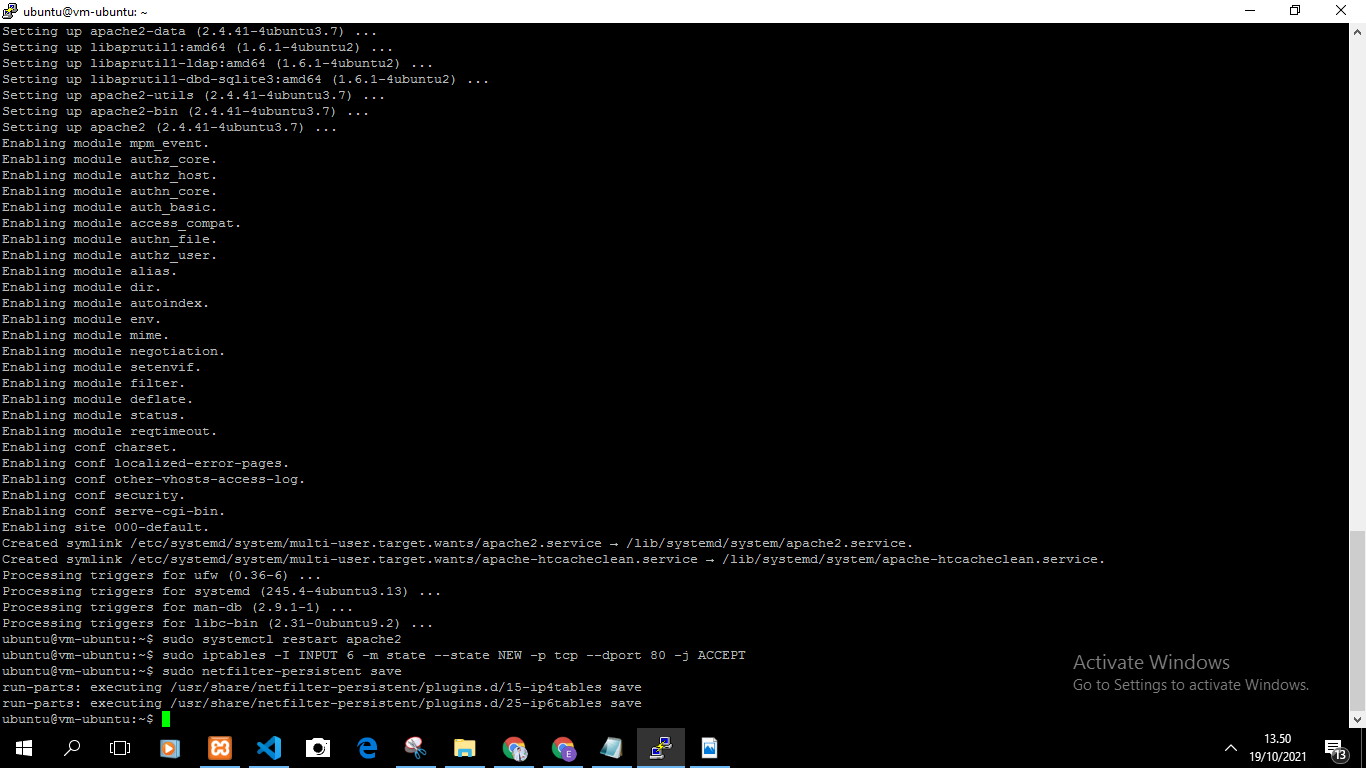 ubuntu@vm-ubuntu: ~
Setting up apache2-data (2.4.41-4ubuntu3.7) ...
Setting up libaprutil1:amd64 (1.6.1-4ubuntu2) ...
Setting up libaprutil1-ldap:amd64 (1.6.1-4ubuntu2) ...
Setting up libaprutil1-dbd-sqlite3:amd64 (1.6.1-4ubuntu2) ...
Setting up apache2-utils (2.4.41-4ubuntu3.7) ...
Setting up apache2-bin (2.4.41-4ubuntu3.7) ...
Setting up apache2 (2.4.41-4ubuntu3.7) ...
Enabling module mpm_event.
Enabling module authz_core.
Enabling module authz_host.
Enabling module authn_core.
Enabling module auth_basic.
Enabling module access_compat.
Enabling module authn_file.
Enabling module authz_user.
Enabling module alias.
Enabling module dir.
Enabling module autoindex.
Enabling module env.
Enabling module mime.
Enabling module negotiation.
Enabling module setenvif.
Enabling module filter.
Enabling module deflate.
Enabling module status.
Enabling module reqtimeout.
Enabling conf charset.
Enabling conf localized-error-pages.
Enabling conf other-vhosts-access-log.
Enabling conf security.
Enabling conf serve-cgi-bin.
Enabling site 000-default.
Created symlink /etc/systemd/system/multi-user.target.wants/apache2.service → /lib/systemd/system/apache2.service.
Created symlink /etc/systemd/system/multi-user.target.wants/apache-htcacheclean.service → /lib/systemd/system/apache-htcacheclean.service.
Processing triggers for ufw (0.36-6) ...
Processing triggers for systemd (245.4-4ubuntu3.13) ...
Processing triggers for man-db (2.9.1-1) ...
Processing triggers for libc-bin (2.31-0ubuntu9.2) ...
ubuntu@vm-ubuntu:~$ sudo systemctl restart apache2
ubuntu@vm-ubuntu:~$ sudo iptables -I INPUT 6 -m state --state NEW -p tcp --dport 80 -j ACCEPT
ubuntu@vm-ubuntu:~$ sudo netfilter-persistent save
run-parts: executing /usr/share/netfilter-persistent/plugins.d/15-ip4tables save
run-parts: executing /usr/share/netfilter-persistent/plugins.d/25-ip6tables save
ubuntu@vm-ubuntu:~$
Activate Windows
Go to Settings to activate Windows.
E
13.50
19/10/2021
13